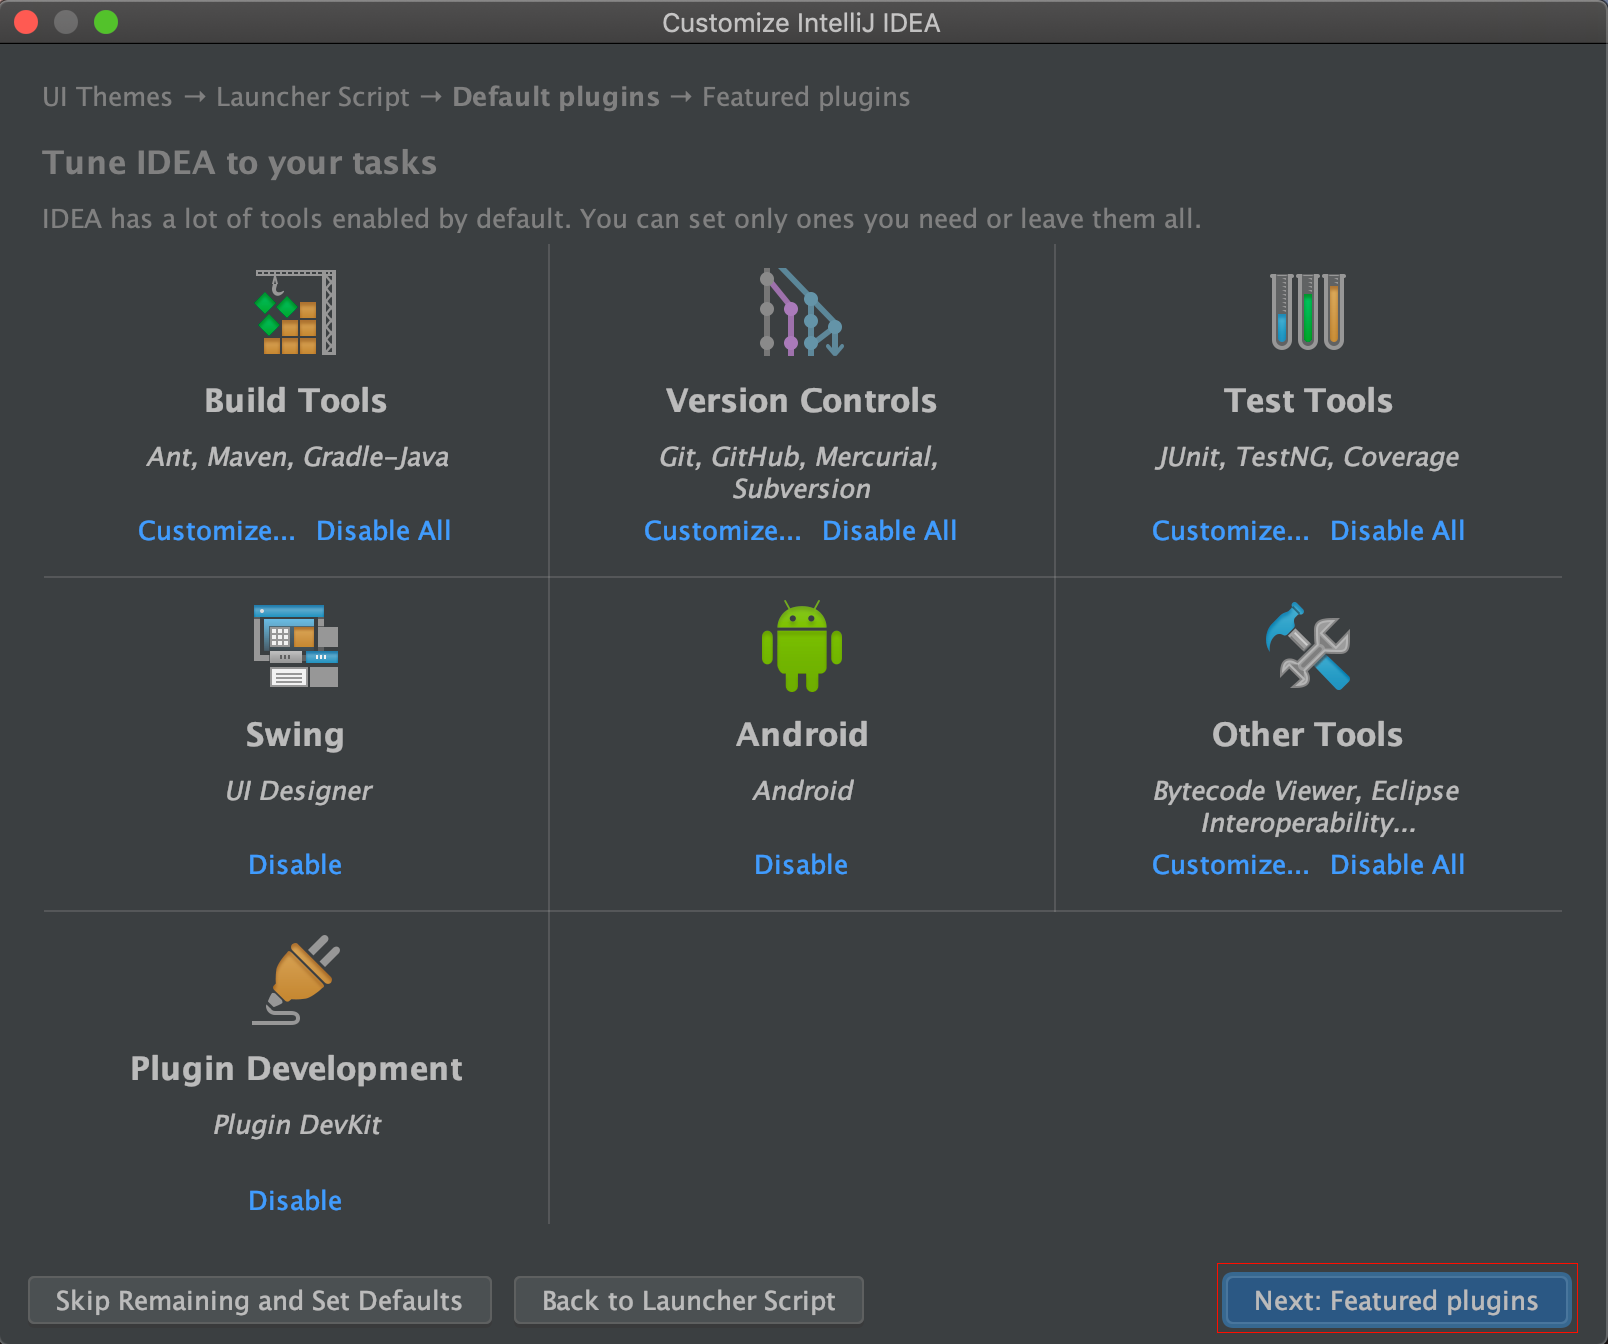 Customize IntelliJ IDEA
UI Themes → Launcher Script → Default plugins → Featured plugins
Tune IDEA to your tasks
IDEA has a lot of tools enabled by default. You can set only ones you need or leave them all.
Build Tools
Ant, Maven, Gradle-Java
Customize... Disable All
Version Controls
Git, GitHub, Mercurial,
Subversion
Customize... Disable All
Test Tools
JUnit, TestNG, Coverage
Customize... Disable All
Swing
UI Designer
Disable
Android
Android
Disable
Other Tools
Bytecode Viewer, Eclipse
Interoperability...
Customize... Disable All
Plugin Development
Plugin DevKit
Disable
Skip Remaining and Set Defaults
Back to Launcher Script
Next: Featured plugins